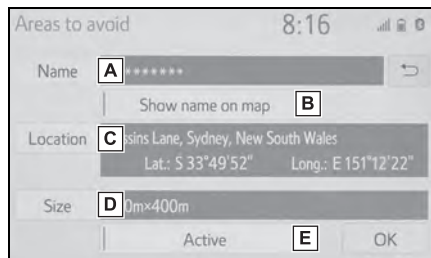 Areas to avoid 8:16
Name A *******
Show name on map B
Location C Lane, Sydney, New South Wales
Lat.: S 33°49'52" Long.: E 151°12'22"
Size D 0m×400m
Active E OK